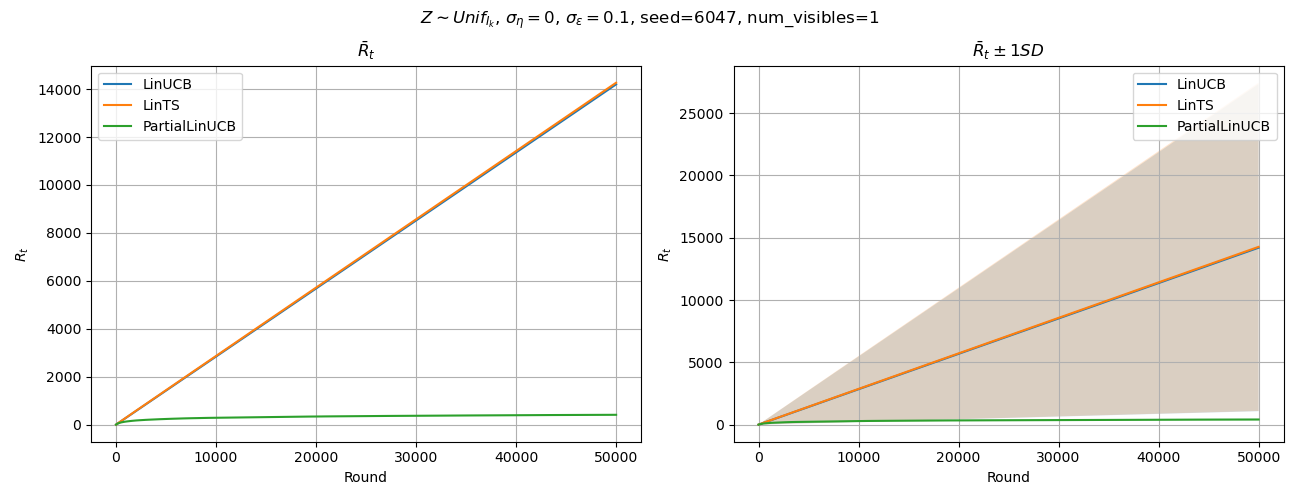 Z ∼ Unif_{I_k}, σ_η = 0, σ_ε = 0.1, seed=6047, num_visibles=1
R̄_t
LinUCB
LinTS
PartialLinUCB
14000
12000
10000
8000
6000
4000
2000
0
R_t
0 10000 20000 30000 40000 50000
Round
R̄_t ± 1SD
LinUCB
LinTS
PartialLinUCB
25000
20000
15000
10000
5000
0
R_t
0 10000 20000 30000 40000 50000
Round